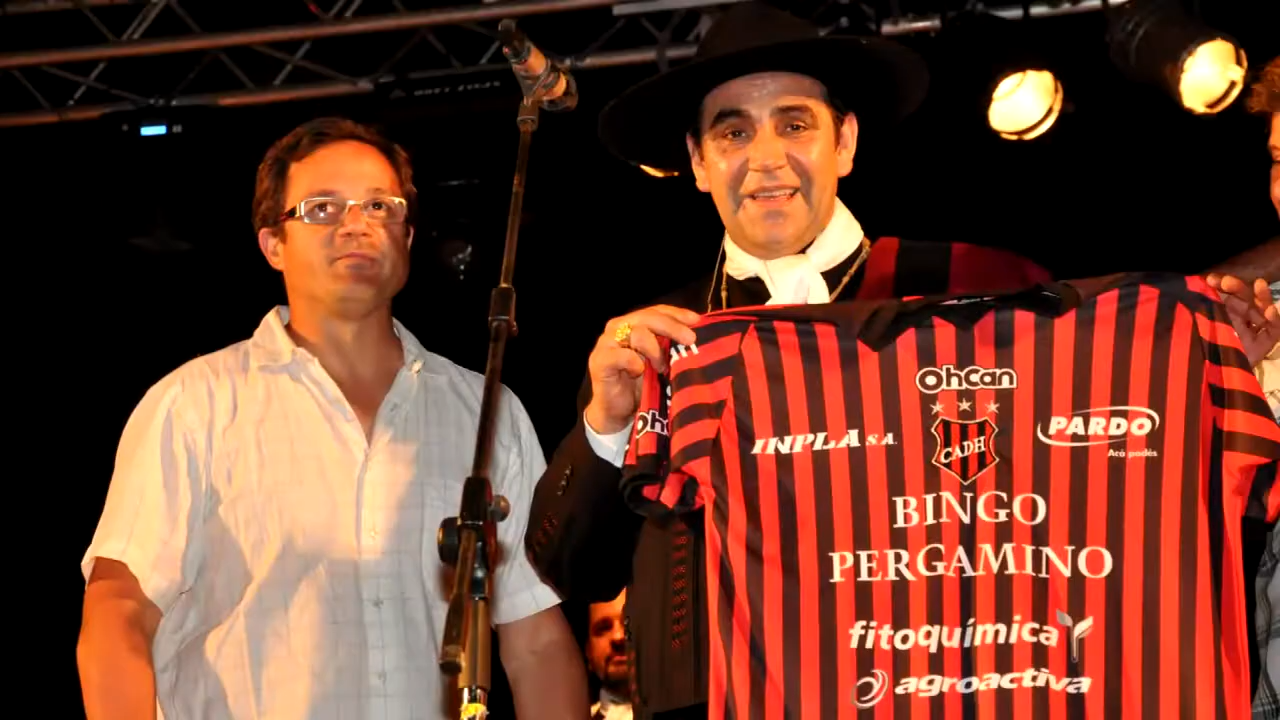 OhCan
INPLA S.A.
CADH
PARDO
Acá podés
BINGO
PERGAMINO
fitoquímica
agroactiva